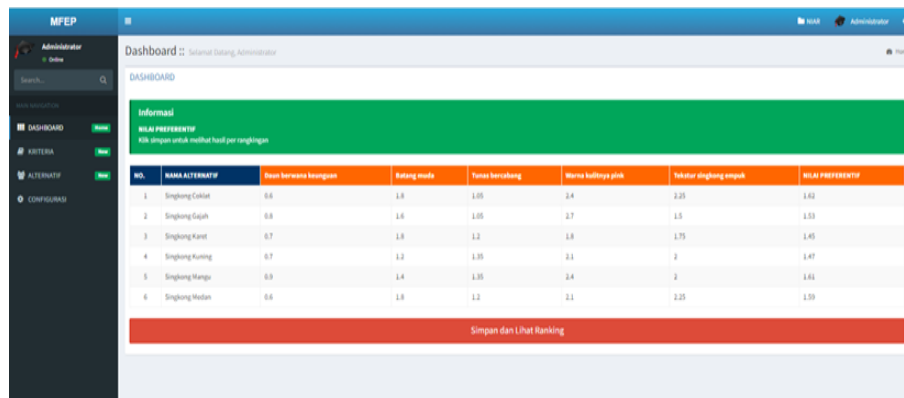 MFEP
NIAR Administrator
Administrator
Online
Dashboard :: Selamat Datang, Administrator
Search...
DASHBOARD
MAIN NAVIGATION
DASHBOARD Home
KRITERIA New
ALTERNATIF New
CONFIGURASI
Informasi
NILAI PREFERENTIF
Klik simpan untuk melihat hasil per rangkingan
NO. NAMA ALTERNATIF Daun berwana keunguan Batang muda Tunas bercabang Warna kulitnya pink Tekstur singkong empuk NILAI PREFERENTIF
1 Singkong Coklat 0.6 1.8 1.05 2.4 2.25 1.62
2 Singkong Gajah 0.8 1.6 1.05 2.7 1.5 1.53
3 Singkong Karet 0.7 1.8 1.2 1.8 1.75 1.45
4 Singkong Kuning 0.7 1.2 1.35 2.1 2 1.47
5 Singkong Mangu 0.9 1.4 1.35 2.4 2 1.61
6 Singkong Medan 0.6 1.8 1.2 2.1 2.25 1.59
Simpan dan Lihat Ranking